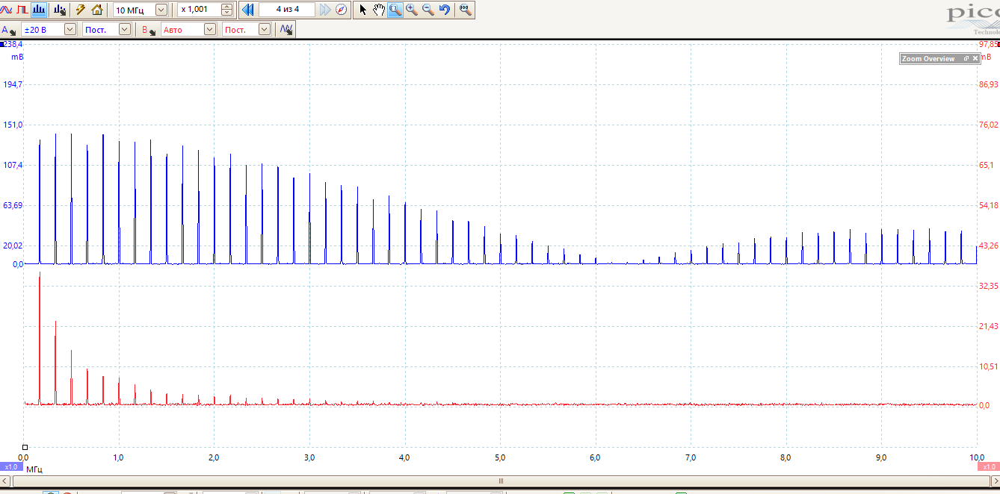 10 МГц x 1,001 4 из 4
pico
Technolo
A ±20 В Пост. B Авто Пост.
238,4 97,85
mB mB
Zoom Overview
194,7 86,93
151,0 76,02
107,4 65,1
63,69 54,18
20,02 43,26
0,0
32,35
21,43
10,51
0,0
0,0 1,0 2,0 3,0 4,0 5,0 6,0 7,0 8,0 9,0 10,0
x1,0 МГц x1,0